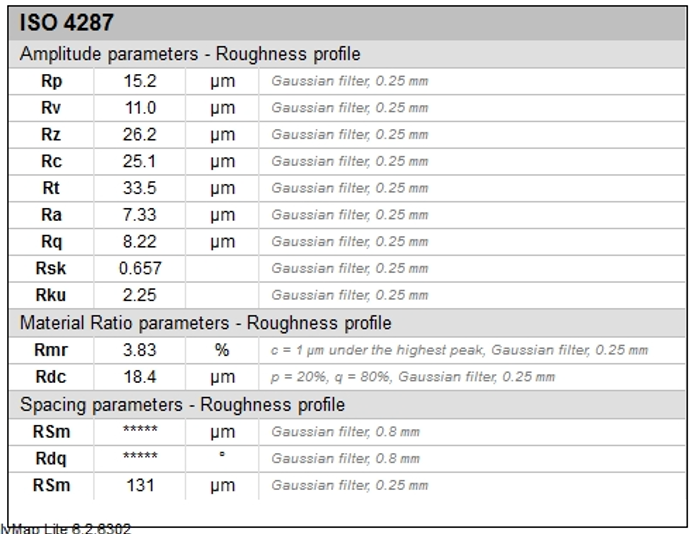 ISO 4287
Amplitude parameters - Roughness profile
Rp 15.2 µm Gaussian filter, 0.25 mm
Rv 11.0 µm Gaussian filter, 0.25 mm
Rz 26.2 µm Gaussian filter, 0.25 mm
Rc 25.1 µm Gaussian filter, 0.25 mm
Rt 33.5 µm Gaussian filter, 0.25 mm
Ra 7.33 µm Gaussian filter, 0.25 mm
Rq 8.22 µm Gaussian filter, 0.25 mm
Rsk 0.657 Gaussian filter, 0.25 mm
Rku 2.25 Gaussian filter, 0.25 mm
Material Ratio parameters - Roughness profile
Rmr 3.83 % c = 1 µm under the highest peak, Gaussian filter, 0.25 mm
Rdc 18.4 µm p = 20%, q = 80%, Gaussian filter, 0.25 mm
Spacing parameters - Roughness profile
RSm ***** µm Gaussian filter, 0.8 mm
Rdq ***** ° Gaussian filter, 0.8 mm
RSm 131 µm Gaussian filter, 0.25 mm
Lite 6.2.6302